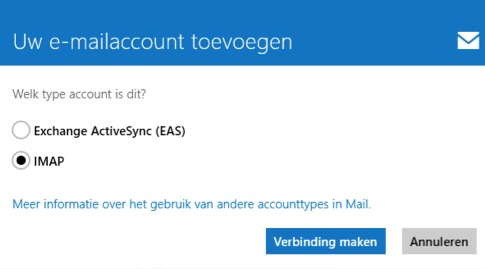 Uw e-mailaccount toevoegen
Welk type account is dit?
Exchange ActiveSync (EAS)
IMAP
Meer informatie over het gebruik van andere accounttypes in Mail.
Verbinding maken Annuleren